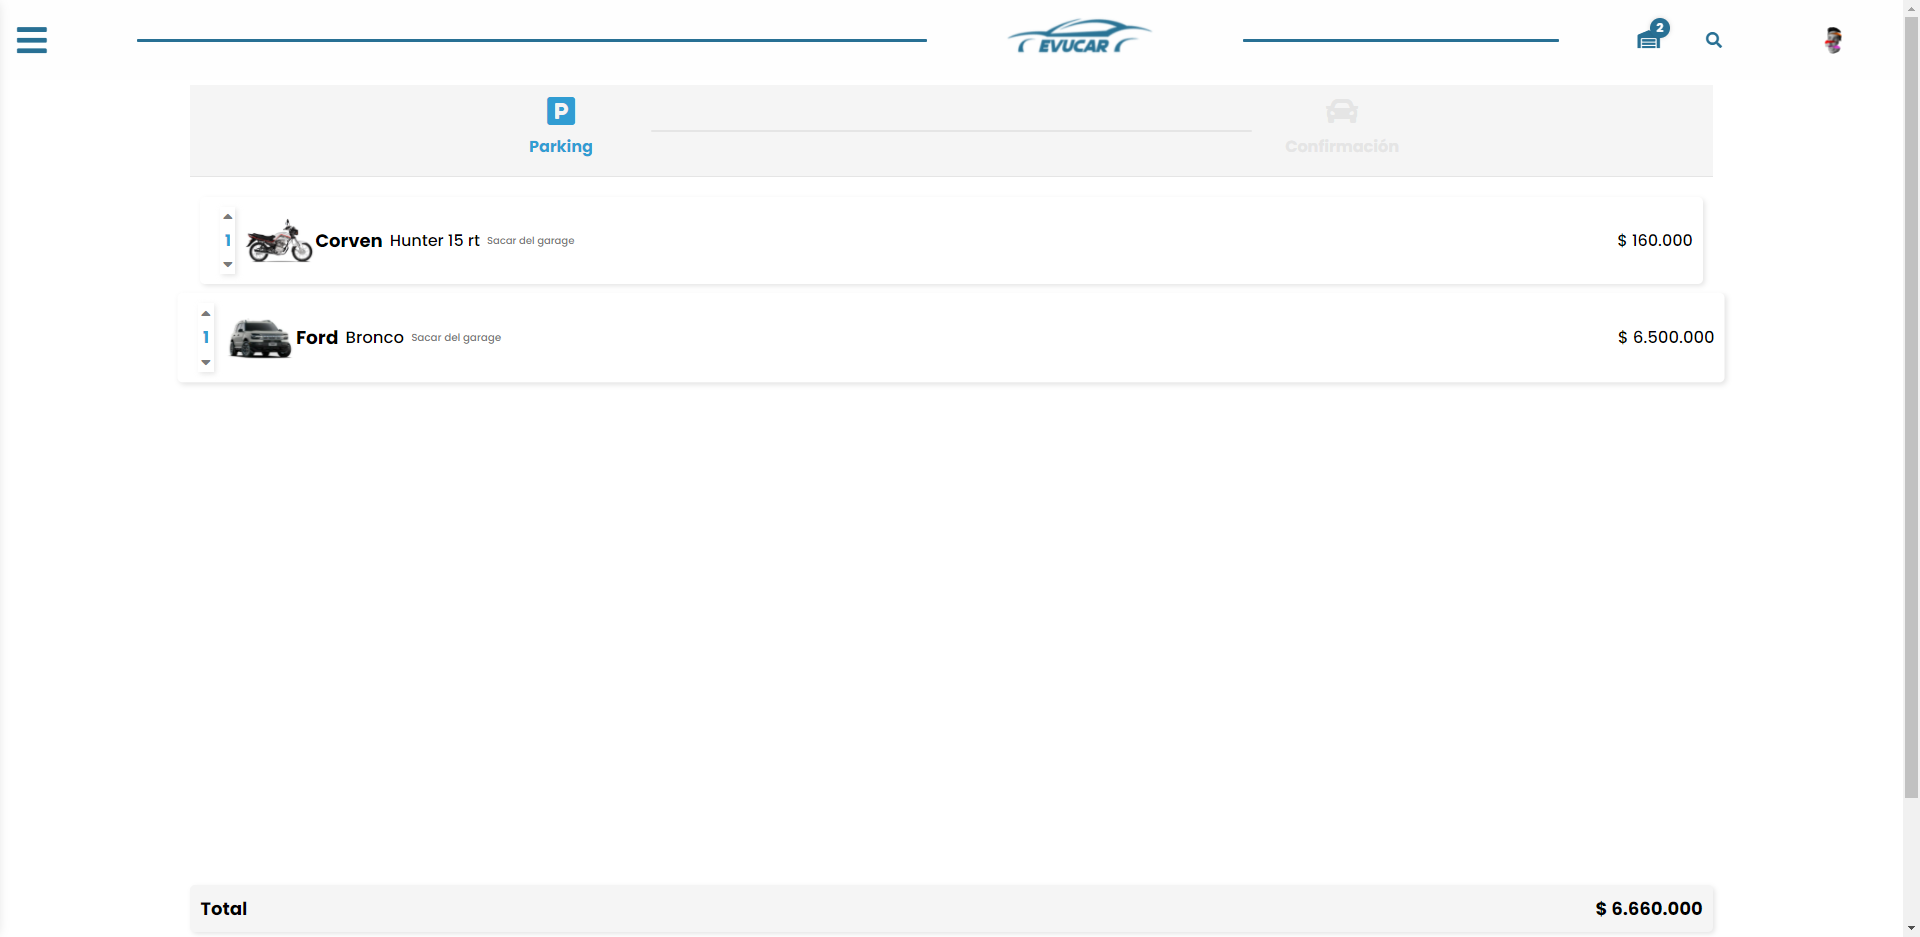 EVUCAR
2
P
Parking
Confirmación
1
Corven Hunter 15 rt Sacar del garage $ 160.000
1
Ford Bronco Sacar del garage $ 6.500.000
Total $ 6.660.000